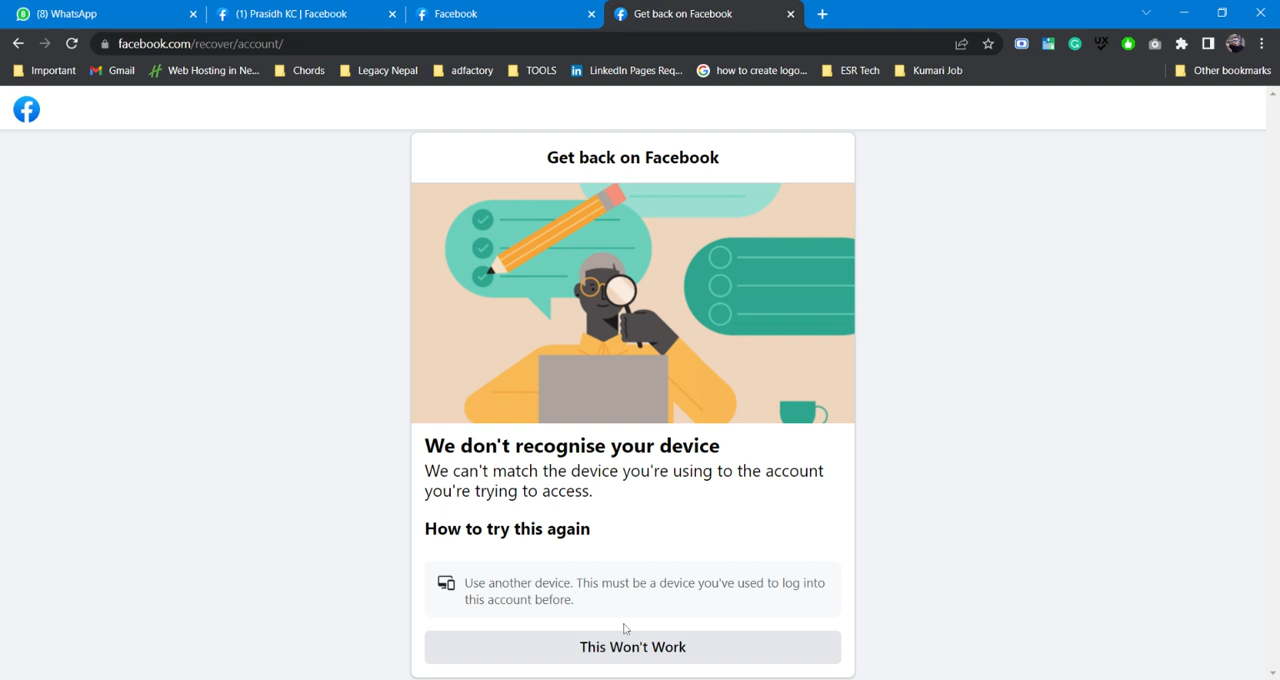 (8) WhatsApp
(1) Prasidh KC | Facebook
Facebook
Get back on Facebook
facebook.com/recover/account/
Important
Gmail
Web Hosting in Ne...
Chords
Legacy Nepal
adfactory
TOOLS
LinkedIn Pages Req...
how to create logo...
ESR Tech
Kumari Job
Other bookmarks
Get back on Facebook
We don't recognise your device
We can't match the device you're using to the account
you're trying to access.
How to try this again
Use another device. This must be a device you've used to log into
this account before.
This Won't Work